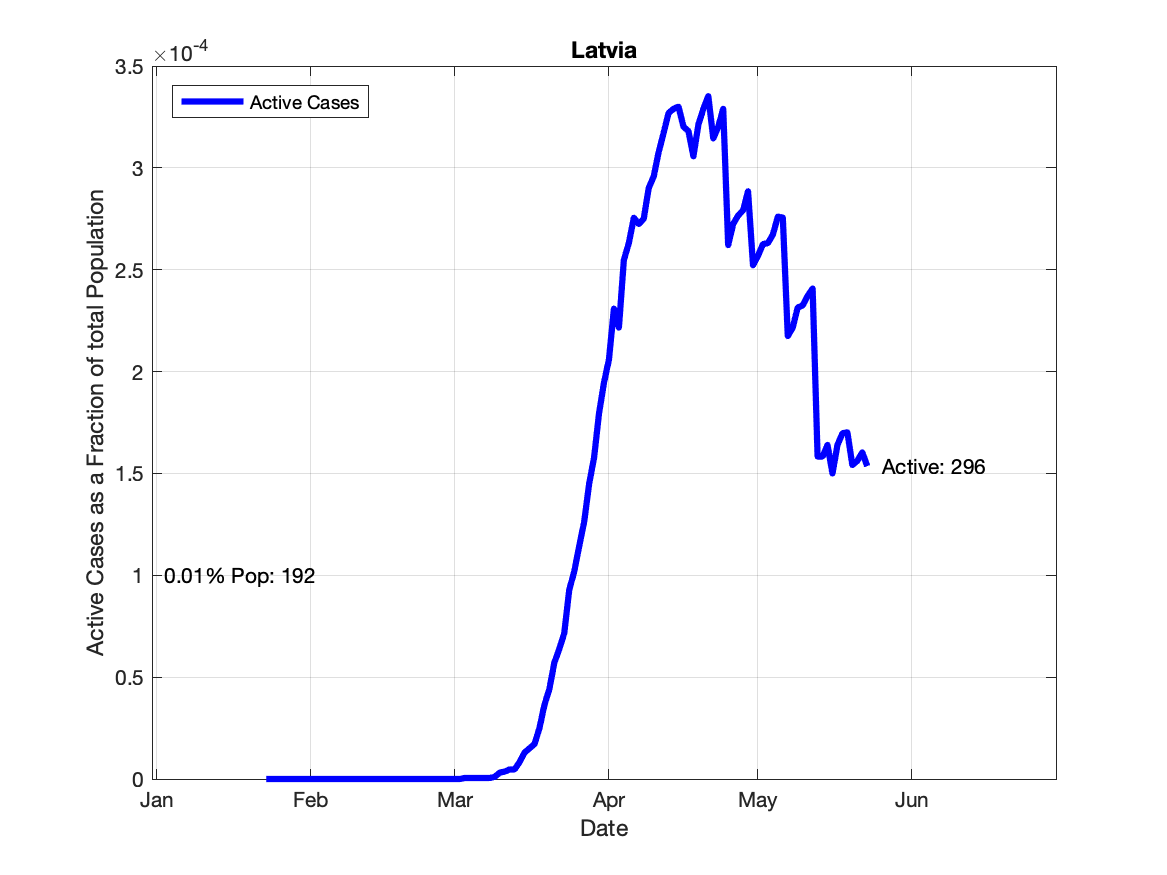 Latvia
×10⁻⁴
3.5
3
2.5
2
1.5
1
0.5
0
Active Cases as a Fraction of total Population
Active Cases
0.01% Pop: 192
Active: 296
Jan Feb Mar Apr May Jun
Date